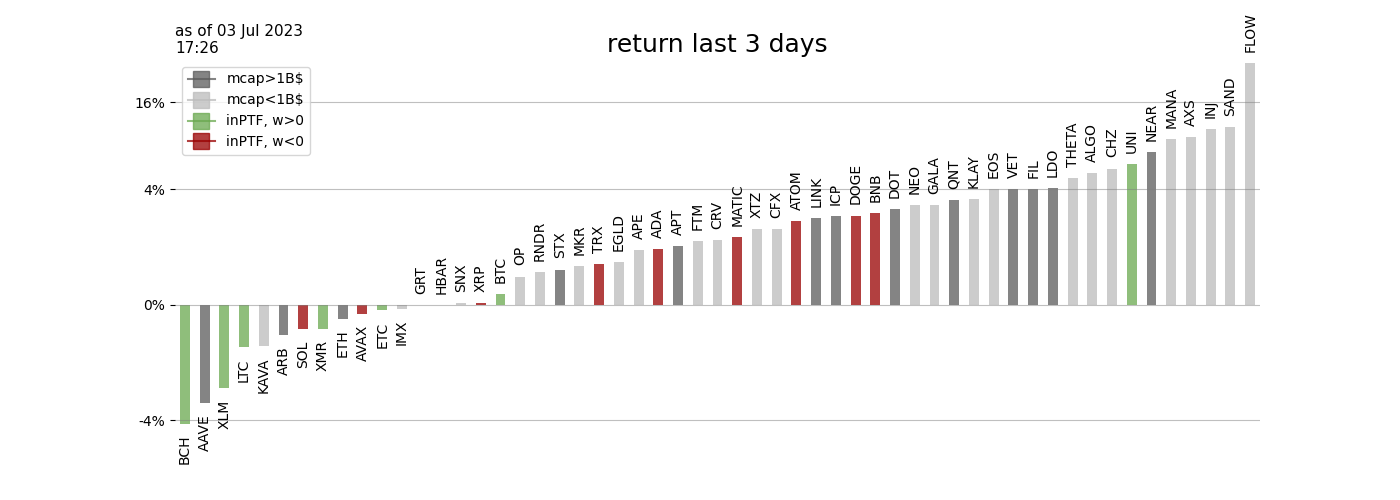 as of 03 Jul 2023
17:26
return last 3 days
mcap>1B$
mcap<1B$
inPTF, w>0
inPTF, w<0
16%
4%
0%
-4%
BCH
AAVE
XLM
LTC
KAVA
ARB
SOL
XMR
ETH
AVAX
ETC
IMX
GRT
HBAR
SNX
XRP
BTC
OP
RNDR
STX
MKR
TRX
EGLD
APE
ADA
APT
FTM
CRV
MATIC
XTZ
CFX
ATOM
LINK
ICP
DOGE
BNB
DOT
NEO
GALA
QNT
KLAY
EOS
VET
FIL
LDO
THETA
ALGO
CHZ
UNI
NEAR
MANA
AXS
INJ
SAND
FLOW